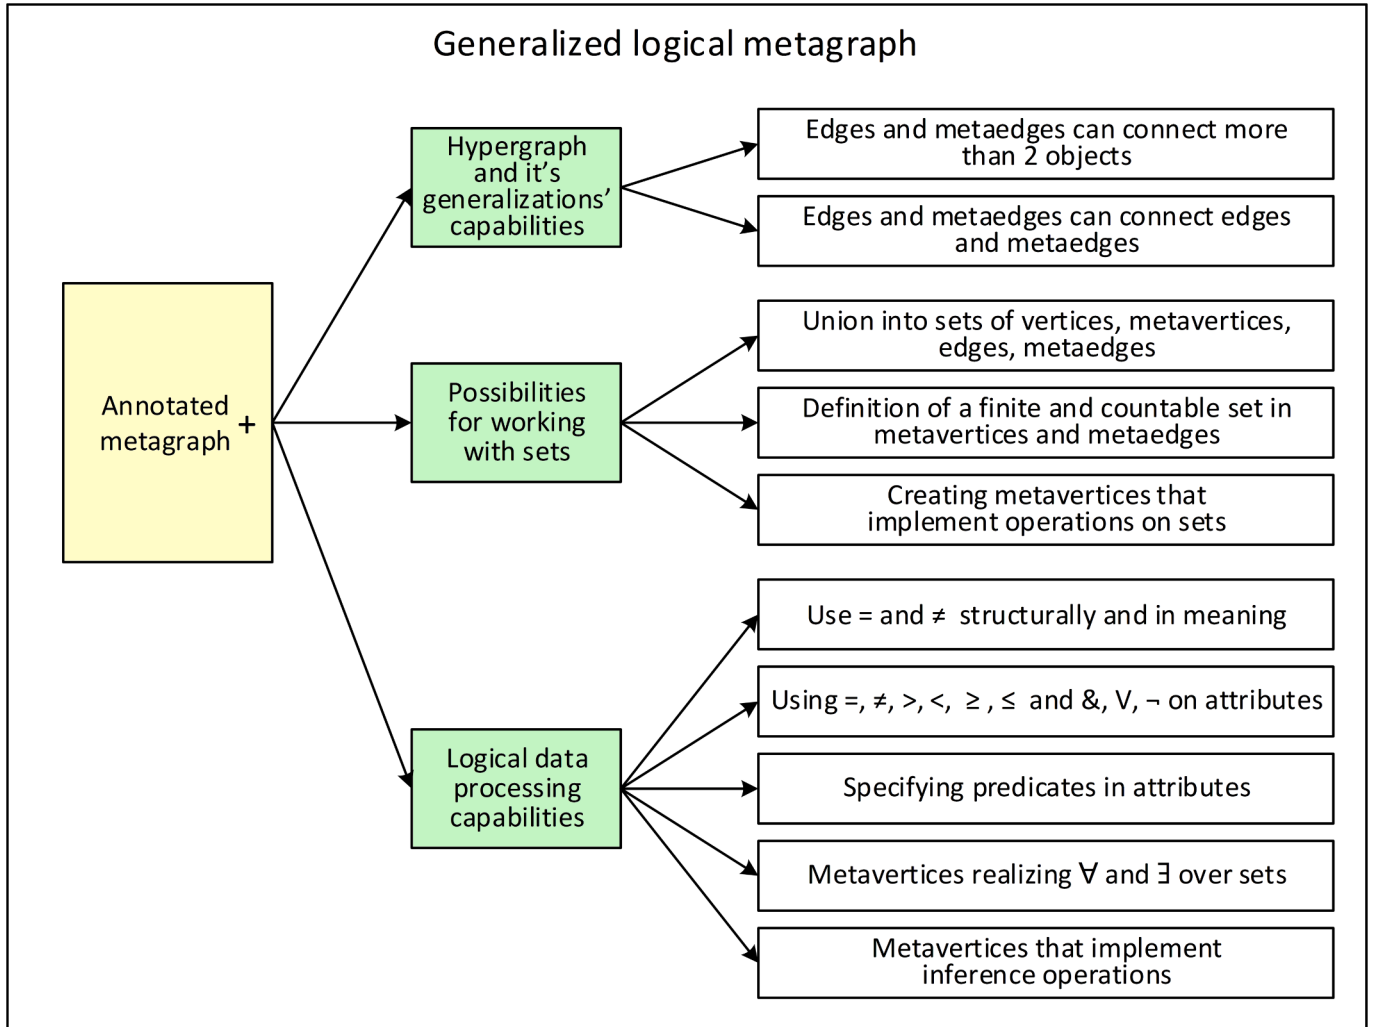 Generalized logical metagraph
Annotated
metagraph +
Hypergraph
and it’s
generalizations’
capabilities
Edges and metaedges can connect more
than 2 objects
Edges and metaedges can connect edges
and metaedges
Possibilities
for working
with sets
Union into sets of vertices, metavertices,
edges, metaedges
Definition of a finite and countable set in
metavertices and metaedges
Creating metavertices that
implement operations on sets
Logical data
processing
capabilities
Use = and ≠ structurally and in meaning
Using =, ≠, >, <, ≥ , ≤ and &, V, ¬ on attributes
Specifying predicates in attributes
Metavertices realizing ∀ and ∃ over sets
Metavertices that implement
inference operations